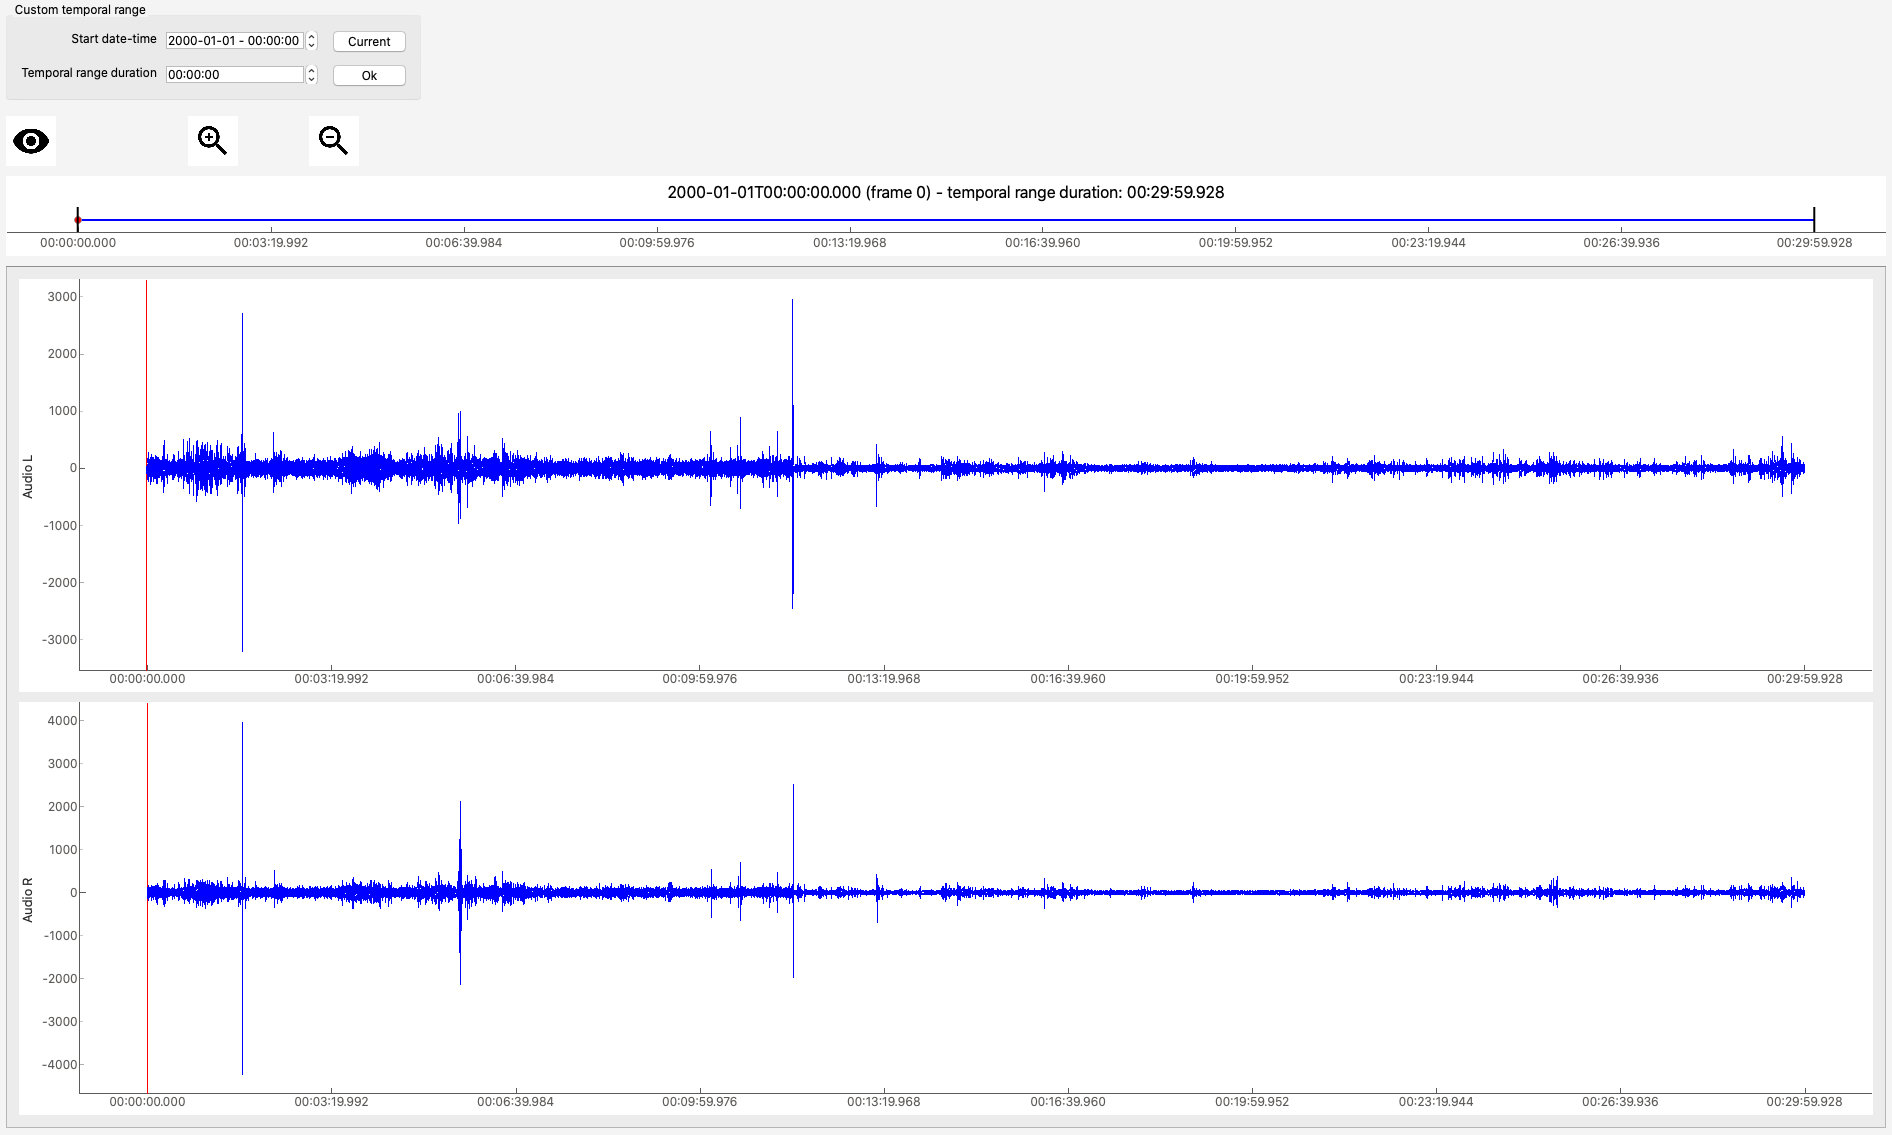 Custom temporal range
Start date-time 2000-01-01 - 00:00:00 Current
Temporal range duration 00:00:00 Ok
2000-01-01T00:00:00.000 (frame 0) - temporal range duration: 00:29:59.928
00:00:00.000 00:03:19.992 00:06:39.984 00:09:59.976 00:13:19.968 00:16:39.960 00:19:59.952 00:23:19.944 00:26:39.936 00:29:59.928
Audio L
3000
2000
1000
0
-1000
-2000
-3000
00:00:00.000 00:03:19.992 00:06:39.984 00:09:59.976 00:13:19.968 00:16:39.960 00:19:59.952 00:23:19.944 00:26:39.936 00:29:59.928
Audio R
4000
3000
2000
1000
0
-1000
-2000
-3000
-4000
00:00:00.000 00:03:19.992 00:06:39.984 00:09:59.976 00:13:19.968 00:16:39.960 00:19:59.952 00:23:19.944 00:26:39.936 00:29:59.928